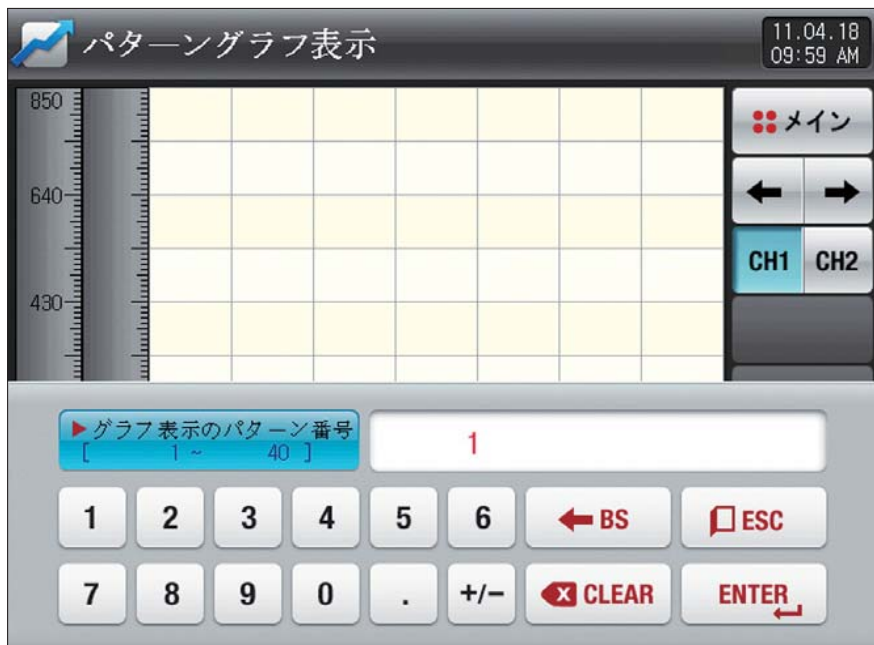 パターングラフ表示
11.04.18
09:59 AM
850
メイン
640
CH1 CH2
430
グラフ表示のパターン番号
[ 1 ~ 40 ]
1
1 2 3 4 5 6 BS ESC
7 8 9 0 . +/- CLEAR ENTER